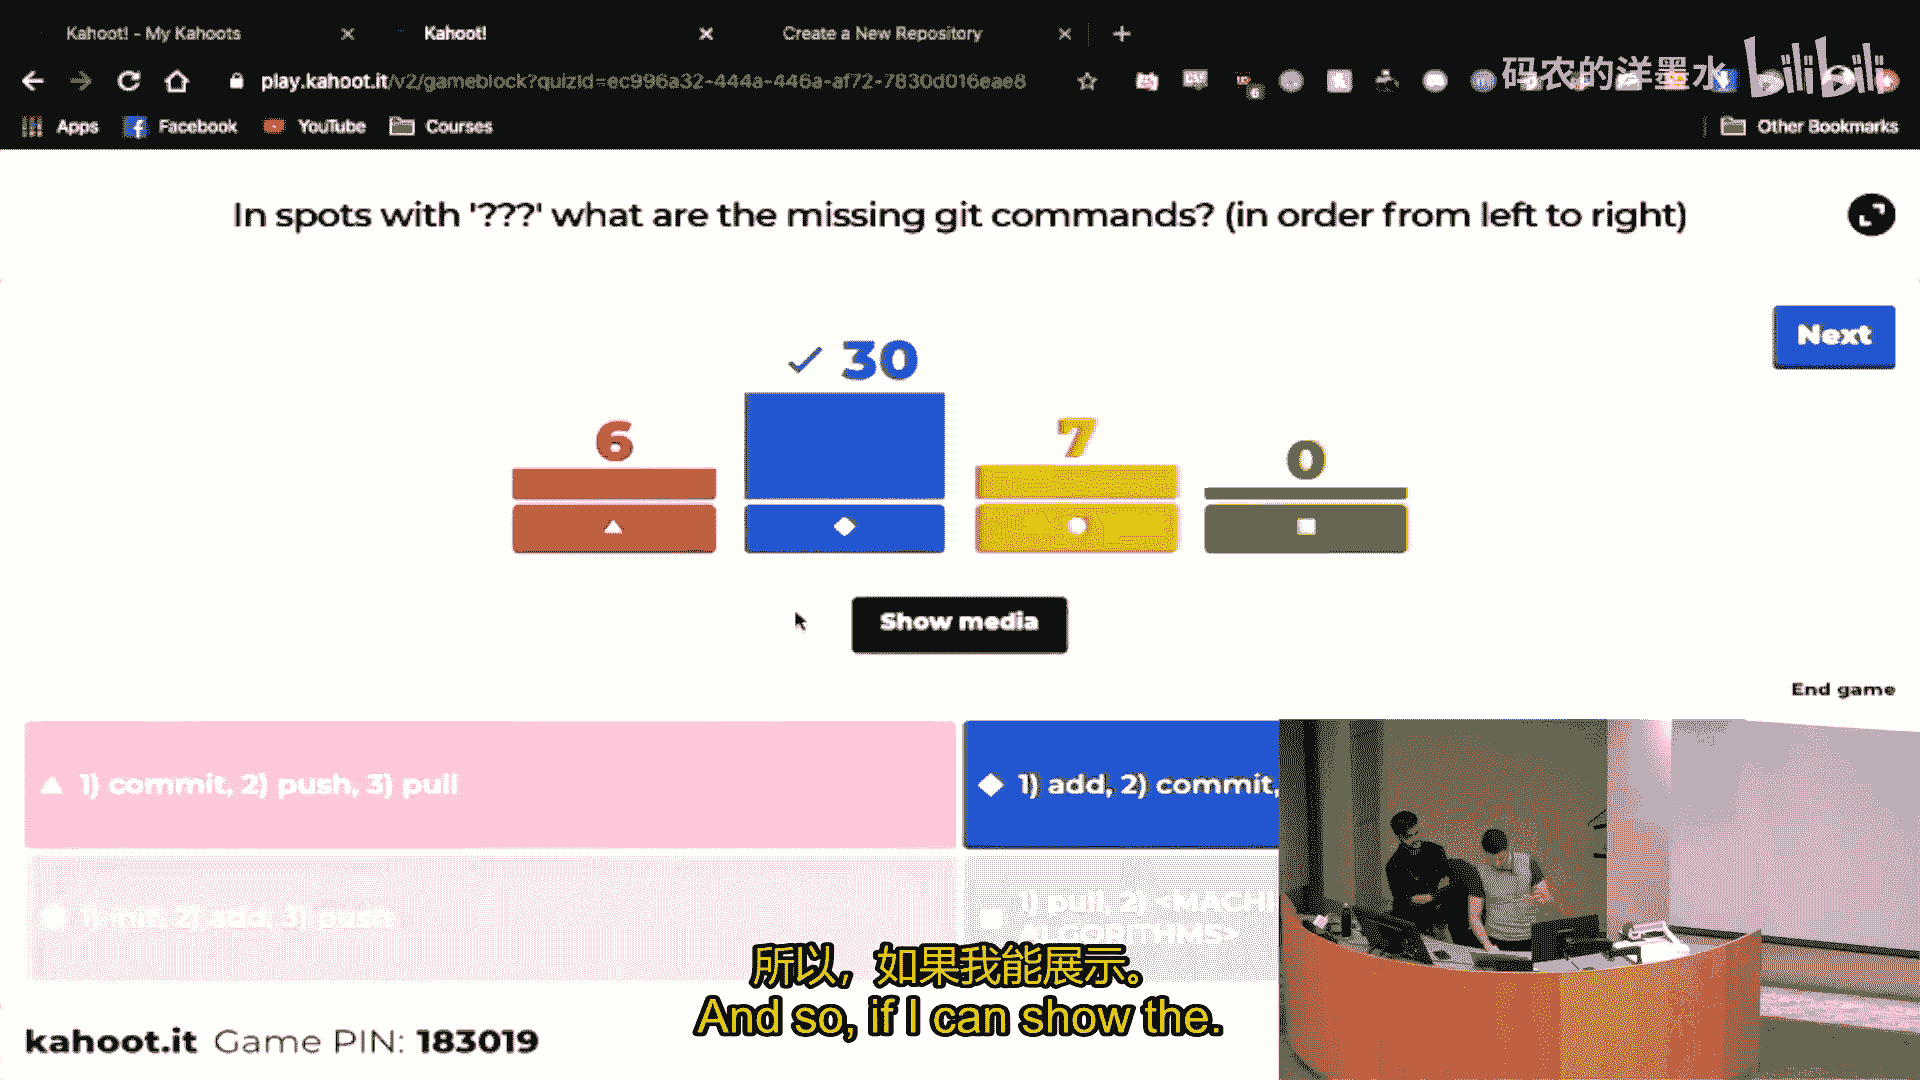 Kahoot! - My Kahoots
Kahoot!
Create a New Repository
play.kahoot.it/v2/gameblock?quizId=ec996a32-444a-446a-af72-7830d016eae8
码农的洋墨水
bilibili
Apps
Facebook
YouTube
Courses
Other Bookmarks
In spots with '???' what are the missing git commands? (in order from left to right)
Next
30
6
7
0
Show media
End game
1) commit, 2) push, 3) pull
1) add, 2) commit,
1) init, 2) add, 3) push
1) pull, 2) <MACHI
ALGORITHMS>
所以，如果我能展示。
And so, if I can show the.
kahoot.it Game PIN: 183019